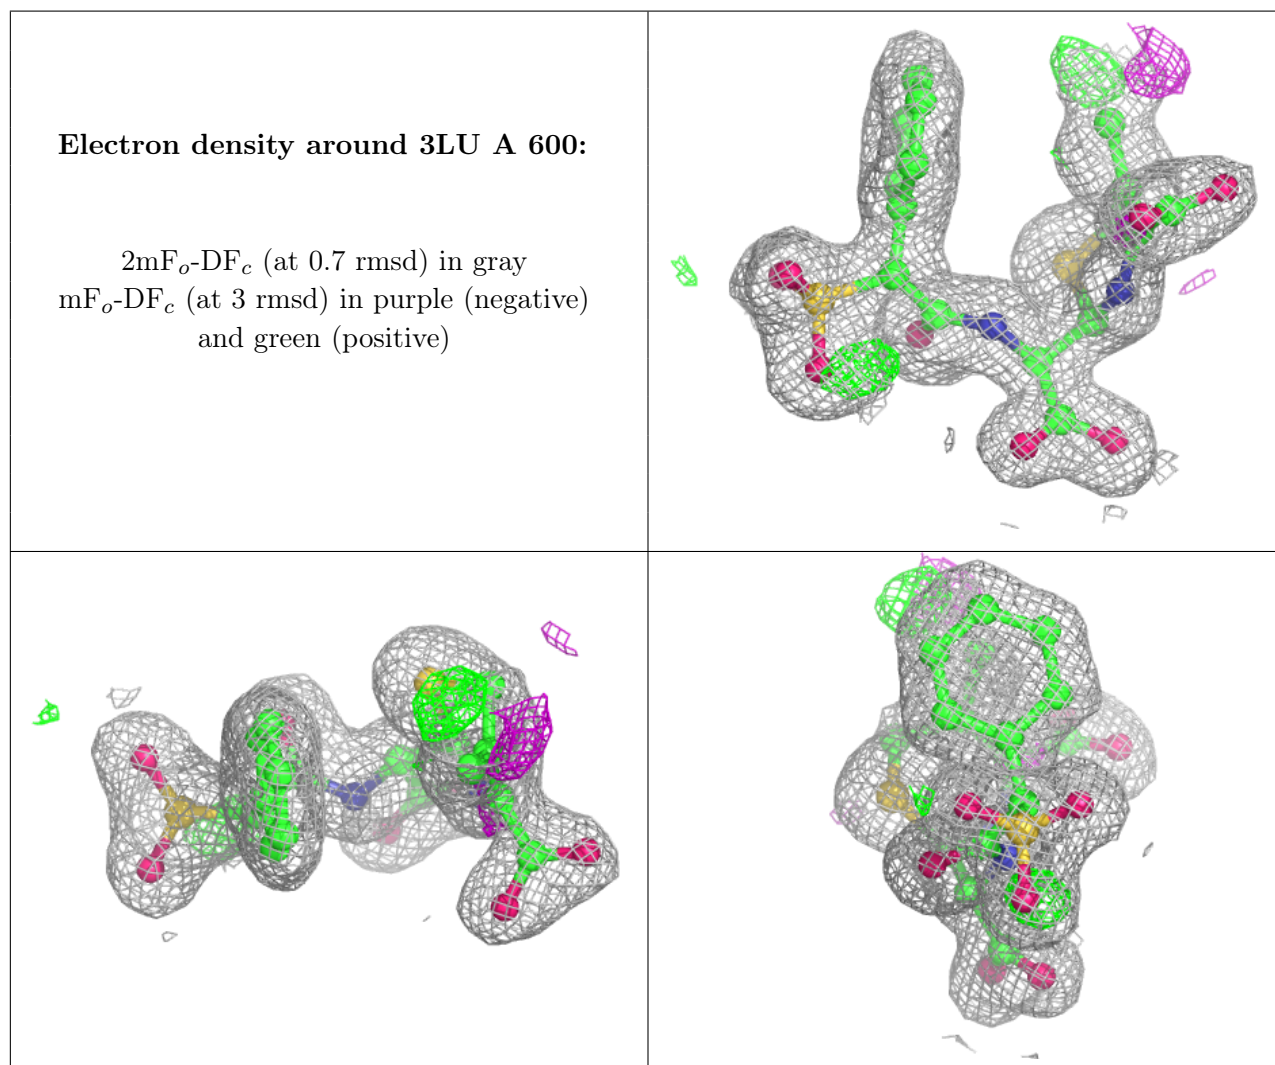 Electron density around 3LU A 600:
2mFo-DFc (at 0.7 rmsd) in gray
mFo-DFc (at 3 rmsd) in purple (negative)
and green (positive)